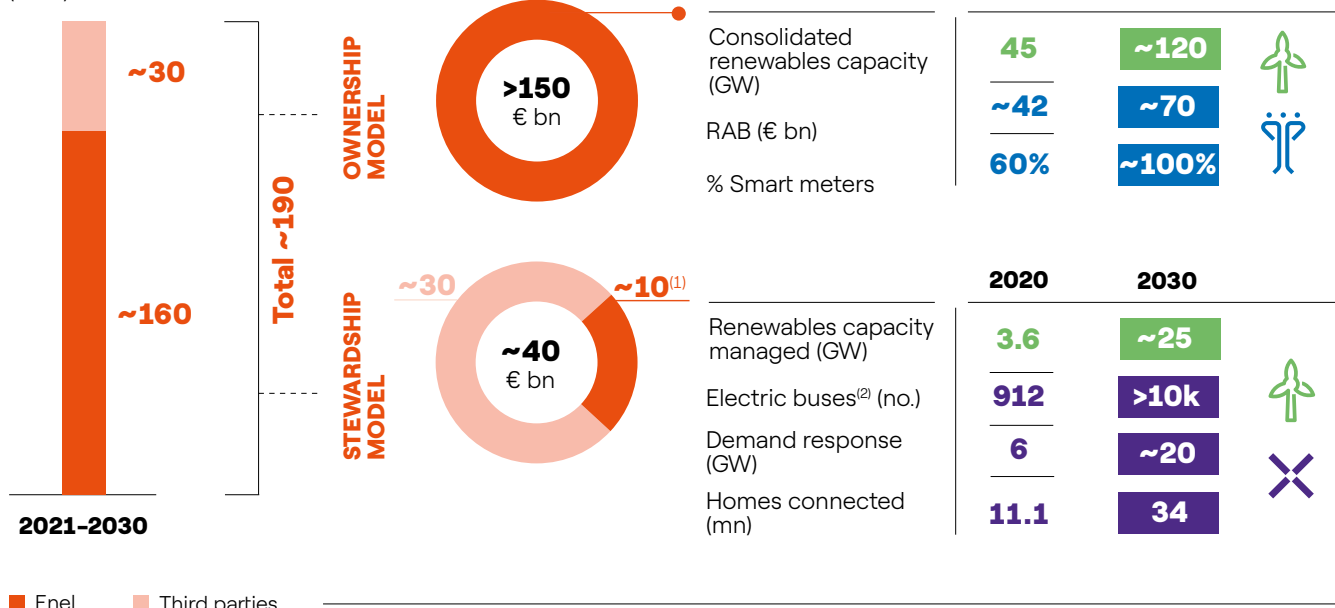 ~30
~160
2021–2030
Total ~190
OWNERSHIP
MODEL
>150
€ bn
Consolidated
renewables capacity
(GW)
45
~120
RAB (€ bn)
~42
~70
% Smart meters
60%
~100%
STEWARDSHIP
MODEL
~30
~10(1)
~40
€ bn
2020
2030
Renewables capacity
managed (GW)
3.6
~25
Electric buses(2) (no.)
912
>10k
Demand response
(GW)
6
~20
Homes connected
(mn)
11.1
34
Enel
Third parties